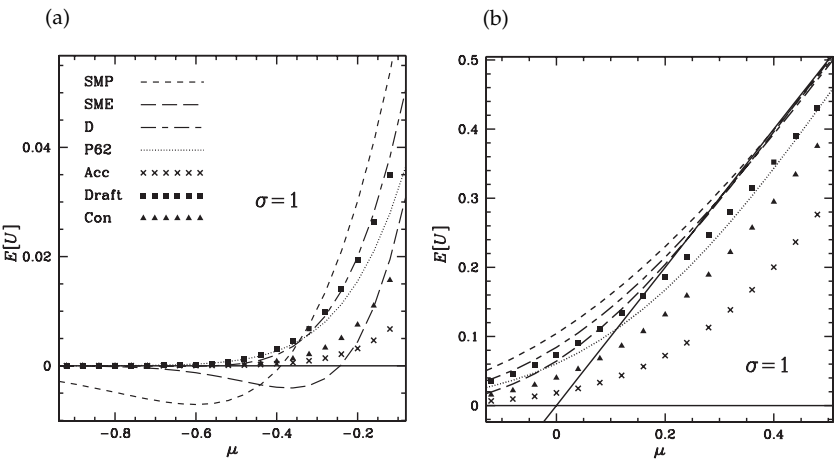 (a)
(b)
SMP
SME
D
P62
Acc
Draft
Con
σ=1
E[U]
0.04
0.02
0
−0.8
−0.6
−0.4
−0.2
μ
E[U]
0.5
0.4
0.3
0.2
0.1
0
σ=1
0
0.2
0.4
μ